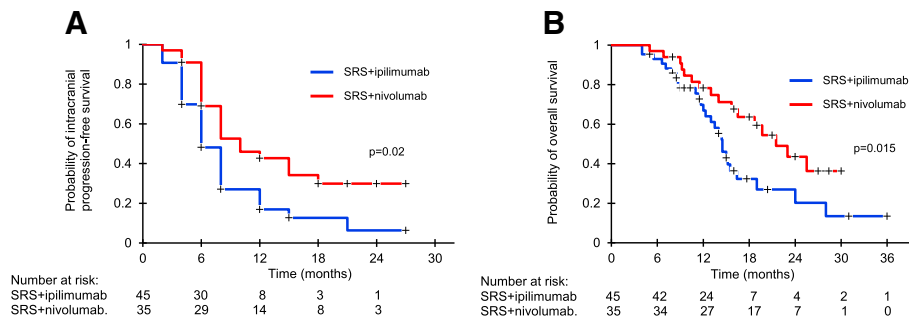 A
1
0.8
0.6
0.4
0.2
0
Probability of intracranial
progression-free survival
SRS+ipilimumab
SRS+nivolumab
p=0.02
0 6 12 18 24 30
Time (months)
Number at risk:
SRS+ipilimumab 45 30 8 3 1
SRS+nivolumab. 35 29 14 8 3
B
1
0.8
0.6
0.4
0.2
0
Probability of overall survival
SRS+ipilimumab
SRS+nivolumab
p=0.015
0 6 12 18 24 30 36
Time (months)
Number at risk:
SRS+ipilimumab 45 42 24 7 4 2 1
SRS+nivolumab. 35 34 27 17 7 1 0